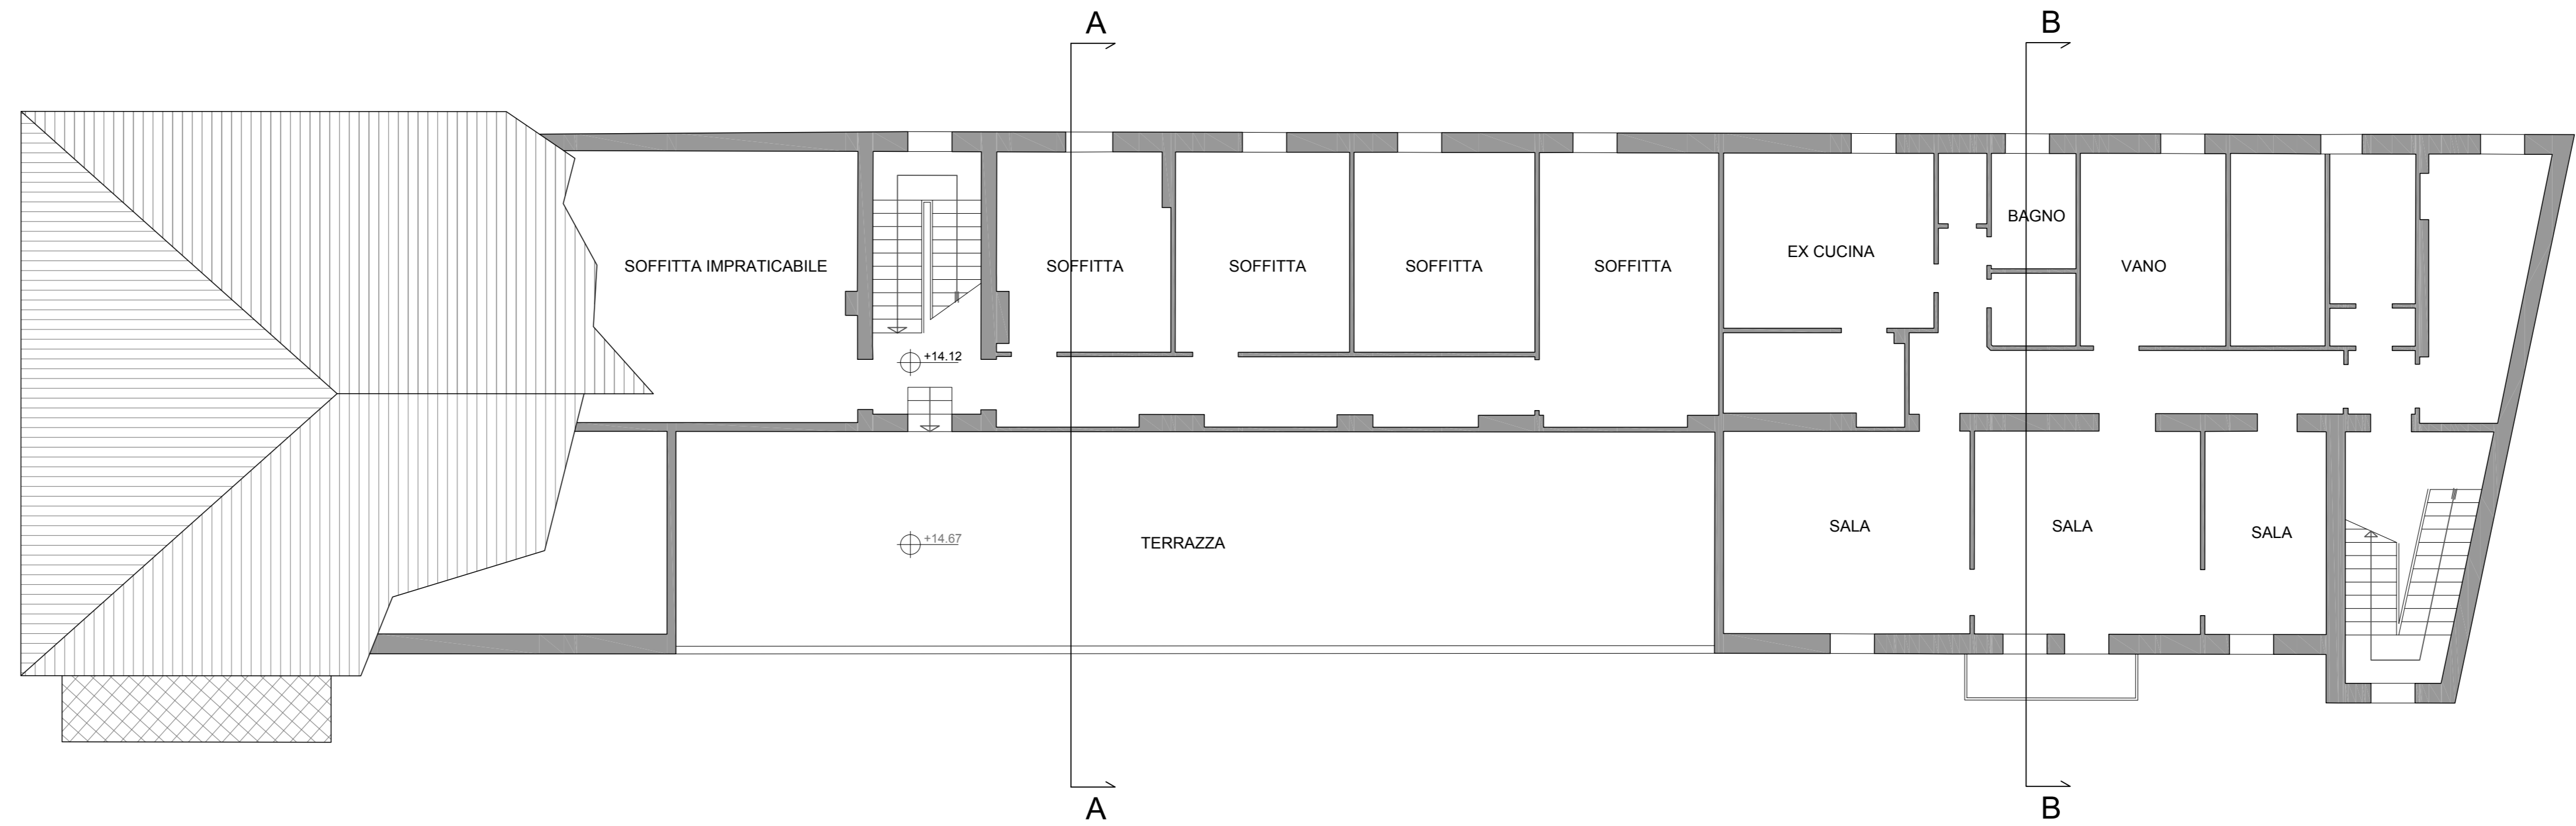 A
B
BAGNO
EX CUCINA
SOFFITTA IMPRATICABILE
SOFFITTA
SOFFITTA
SOFFITTA
SOFFITTA
VANO
+14.12
SALA
SALA
SALA
+14.67
TERRAZZA
A
B